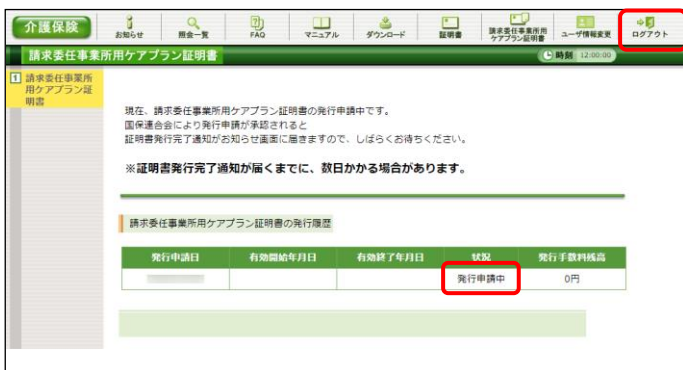 介護保険
お知らせ
照会一覧
FAQ
マニュアル
ダウンロード
証明書
請求委任事業所用
ケアプラン証明書
ユーザ情報変更
ログアウト
請求委任事業所用ケアプラン証明書
時刻 12:00:00
1 請求委任事業所
用ケアプラン証
明書
現在、請求委任事業所用ケアプラン証明書の発行申請中です。
国保連合会により発行申請が承認されると
証明書発行完了通知がお知らせ画面に届きますので、しばらくお待ちください。
※証明書発行完了通知が届くまでに、数日かかる場合があります。
請求委任事業所用ケアプラン証明書の発行履歴
発行申請日 有効開始年月日 有効終了年月日 状況 発行手数料残高
発行申請中 0円